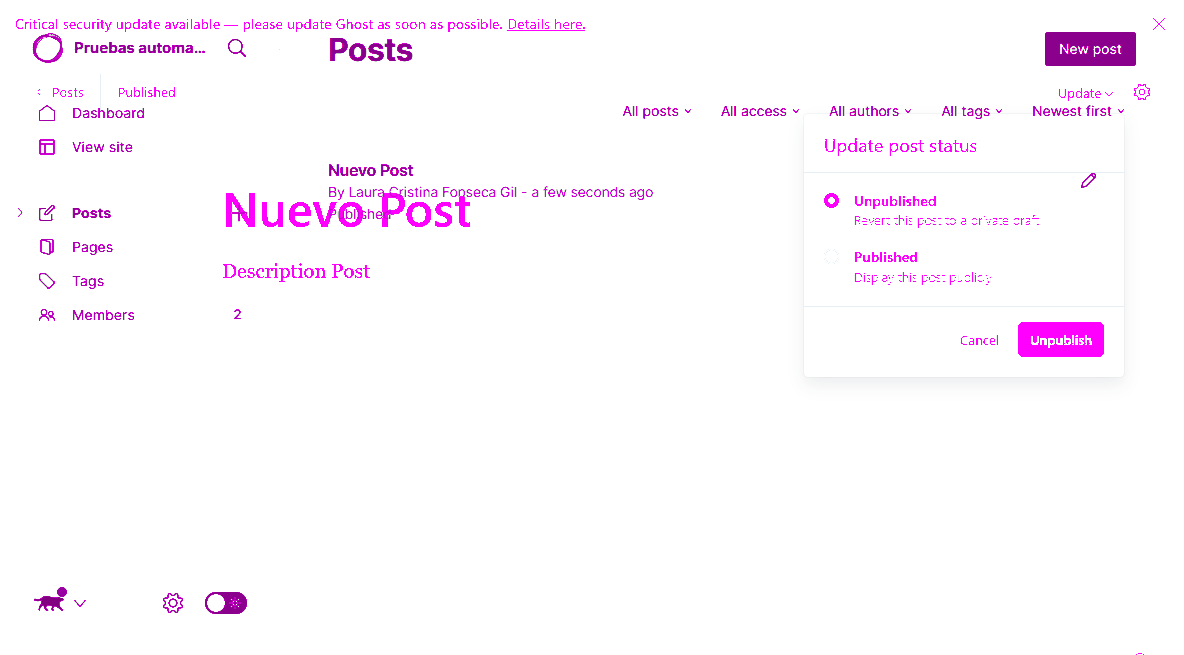 Critical security update available — please update Ghost as soon as possible. Details here.
Pruebas automa...
Posts
New post
Posts
Published
Update
Dashboard
All posts
All access
All authors
All tags
Newest first
View site
Update post status
Nuevo Post
By Laura Cristina Fonseca Gil - a few seconds ago
Published
Nuevo Post
Unpublished
Revert this post to a private draft
Posts
Pages
Published
Display this post publicly
Description Post
Tags
Members
2
Cancel
Unpublish